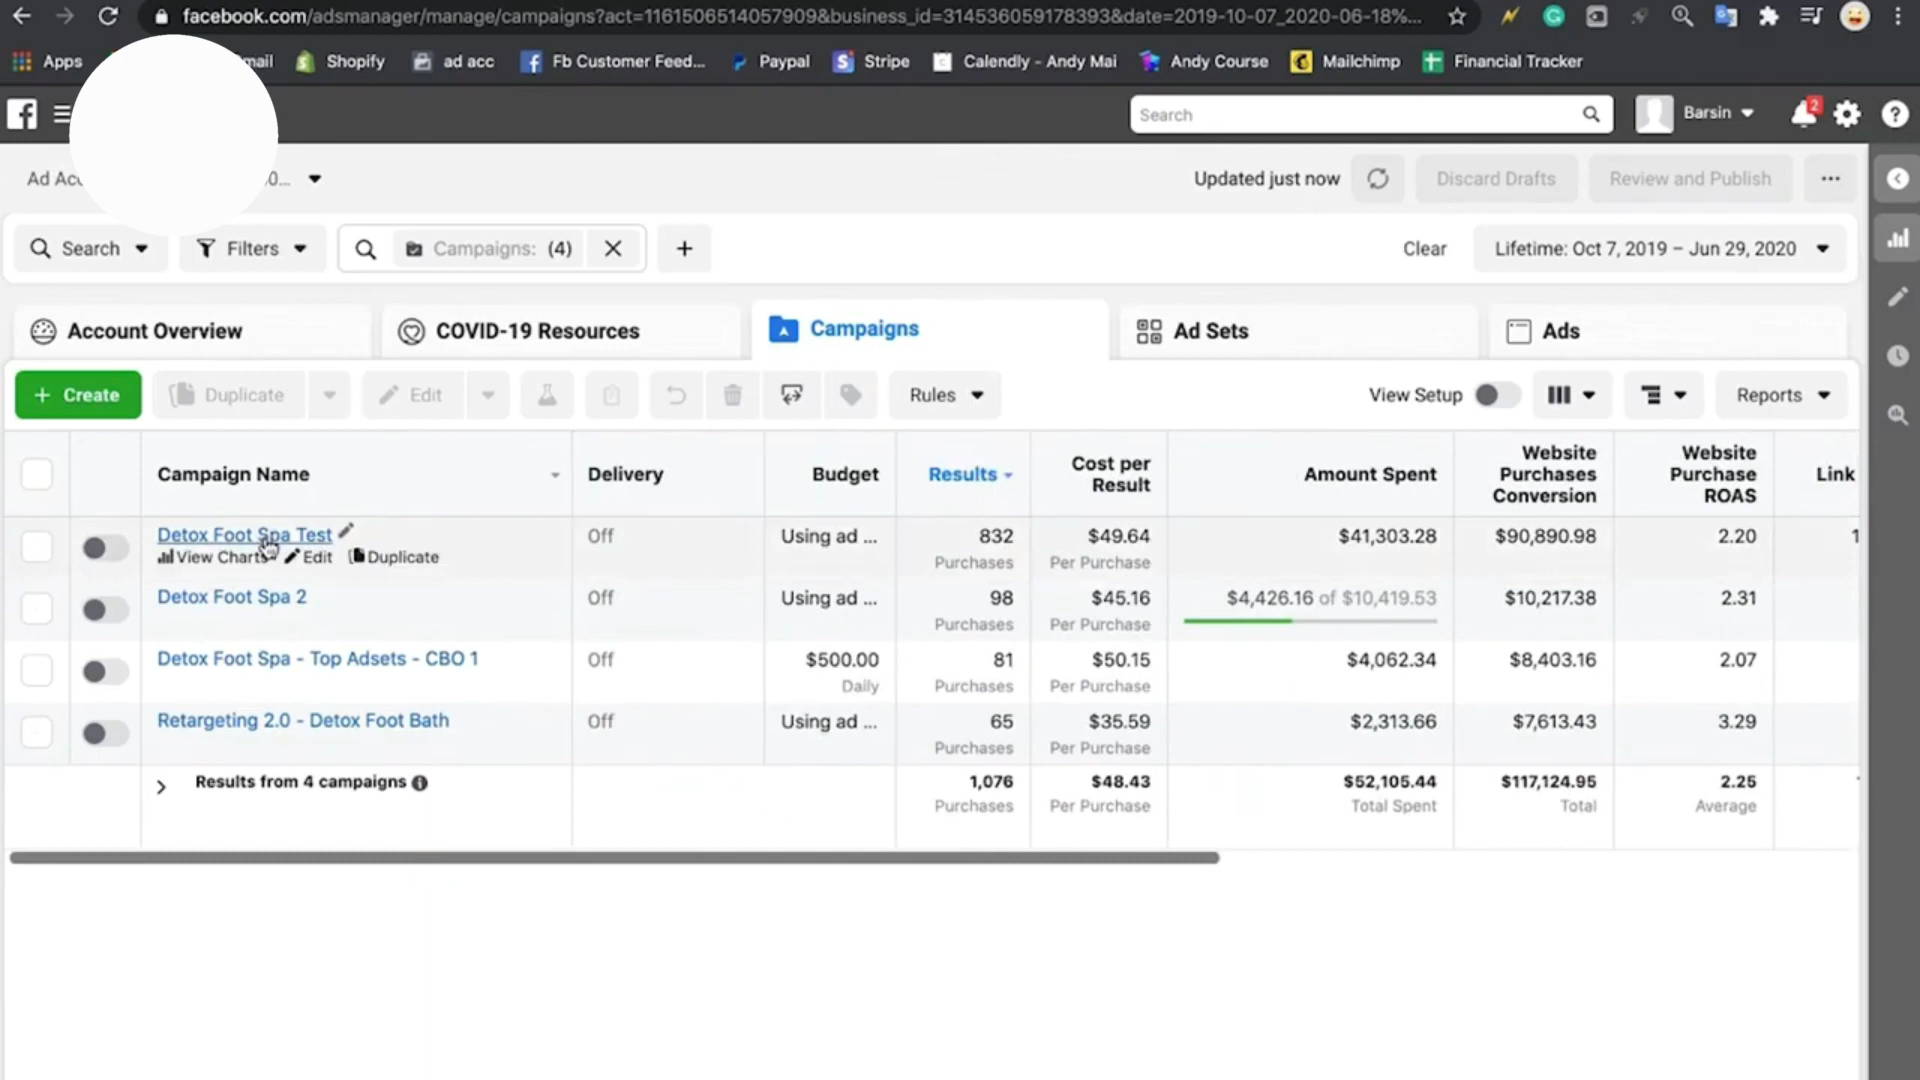 facebook.com/adsmanager/manage/campaigns?act=1161506514057909&business_id=314536059178393&date=2019-10-07_2020-06-18%...
Apps mail Shopify ad acc Fb Customer Feed... Paypal Stripe Calendly - Andy Mai Andy Course Mailchimp Financial Tracker
Search Barsin 2
Ad Acc 0... Updated just now Discard Drafts Review and Publish ...
Search Filters Campaigns: (4) Clear Lifetime: Oct 7, 2019 – Jun 29, 2020
Account Overview COVID-19 Resources Campaigns Ad Sets Ads
+ Create Duplicate Edit Rules View Setup Reports
Campaign Name Delivery Budget Results Cost per Result Amount Spent Website Purchases Conversion Website Purchase ROAS Link
Detox Foot Spa Test Off Using ad ... 832 $49.64 $41,303.28 $90,890.98 2.20 1
View Charts Edit Duplicate Purchases Per Purchase
Detox Foot Spa 2 Off Using ad ... 98 $45.16 $4,426.16 of $10,419.53 $10,217.38 2.31
Purchases Per Purchase
Detox Foot Spa - Top Adsets - CBO 1 Off $500.00 81 $50.15 $4,062.34 $8,403.16 2.07
Daily Purchases Per Purchase
Retargeting 2.0 - Detox Foot Bath Off Using ad ... 65 $35.59 $2,313.66 $7,613.43 3.29
Purchases Per Purchase
Results from 4 campaigns 1,076 $48.43 $52,105.44 $117,124.95 2.25
Purchases Per Purchase Total Spent Total Average